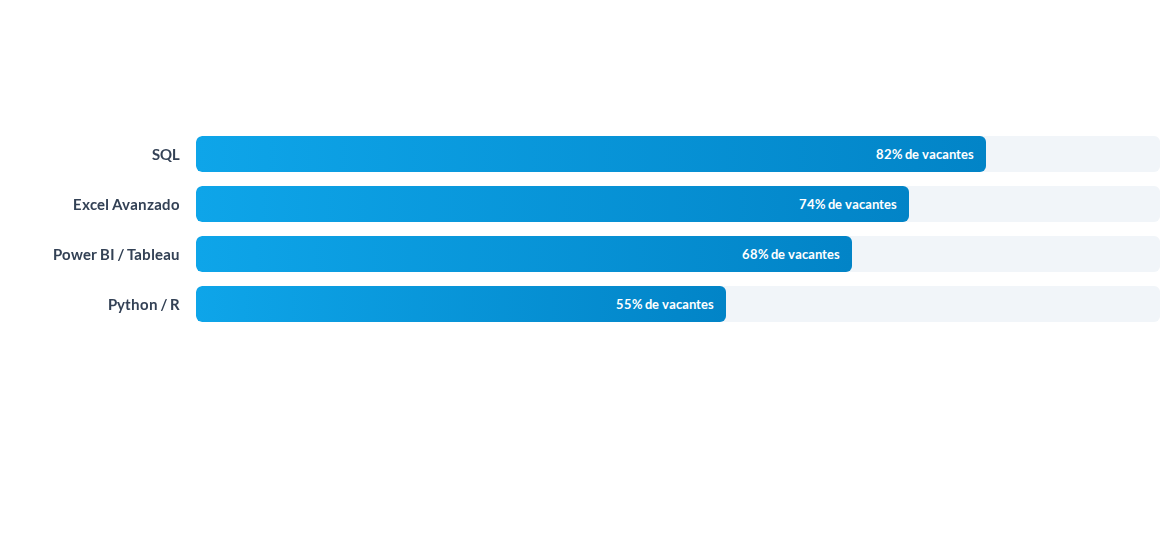 SQL
82% de vacantes
Excel Avanzado
74% de vacantes
Power BI / Tableau
68% de vacantes
Python / R
55% de vacantes